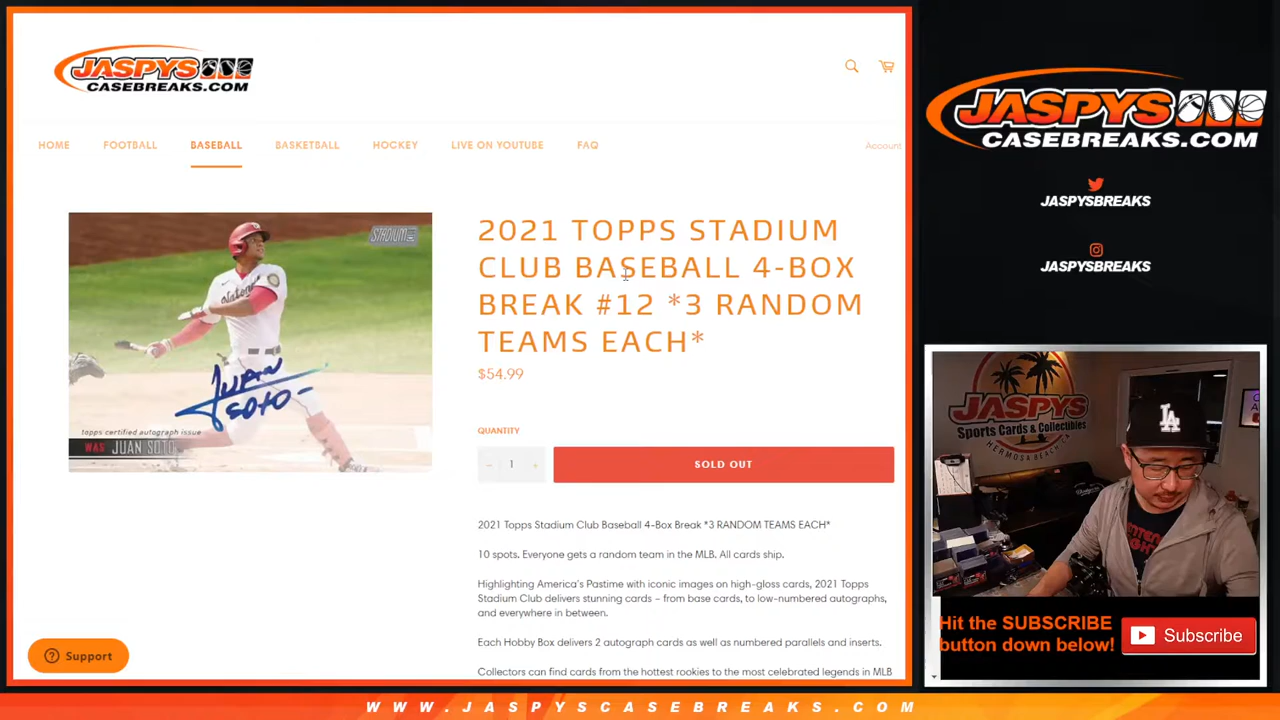 JASPYS
CASEBREAKS.COM
HOME
FOOTBALL
BASEBALL
BASKETBALL
HOCKEY
LIVE ON YOUTUBE
FAQ
Account
STADIUM
JUAN SOTO
topps certified autograph issue
WAS JUAN SOTO
2021 TOPPS STADIUM
CLUB BASEBALL 4-BOX
BREAK #12 *3 RANDOM
TEAMS EACH*
$54.99
QUANTITY
− 1 +
SOLD OUT
2021 Topps Stadium Club Baseball 4-Box Break *3 RANDOM TEAMS EACH*
10 spots. Everyone gets a random team in the MLB. All cards ship.
Highlighting America's Pastime with iconic images on high-gloss cards, 2021 Topps
Stadium Club delivers stunning cards – from base cards, to low-numbered autographs,
and everywhere in between.
Each Hobby Box delivers 2 autograph cards as well as numbered parallels and inserts.
Collectors can find cards from the hottest rookies to the most celebrated legends in MLB
Support
JASPYS
CASEBREAKS.COM
JASPYSBREAKS
JASPYSBREAKS
JASPYS
Sports Cards & Collectibles
HERMOSA BEACH, CA
LA
Hit the SUBSCRIBE
button down below!
Subscribe
WWW.JASPYSCASEBREAKS.COM